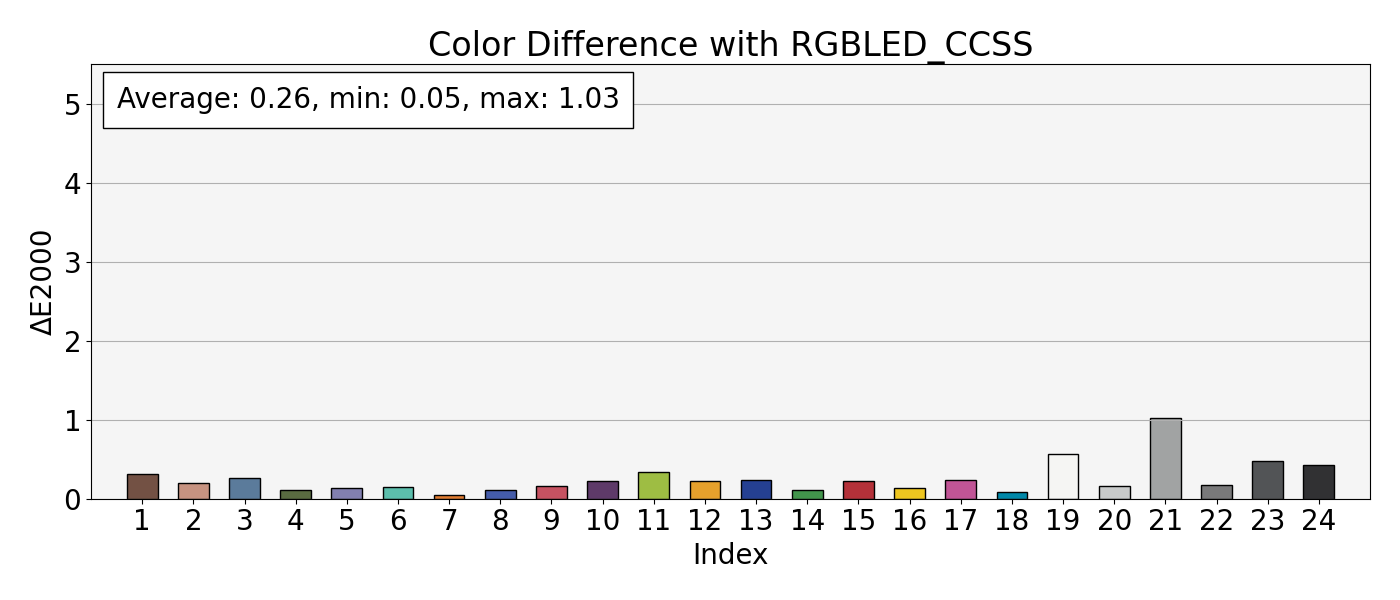 Color Difference with RGBLED_CCSS
Average: 0.26, min: 0.05, max: 1.03
ΔE2000
5
4
3
2
1
0
1 2 3 4 5 6 7 8 9 10 11 12 13 14 15 16 17 18 19 20 21 22 23 24
Index